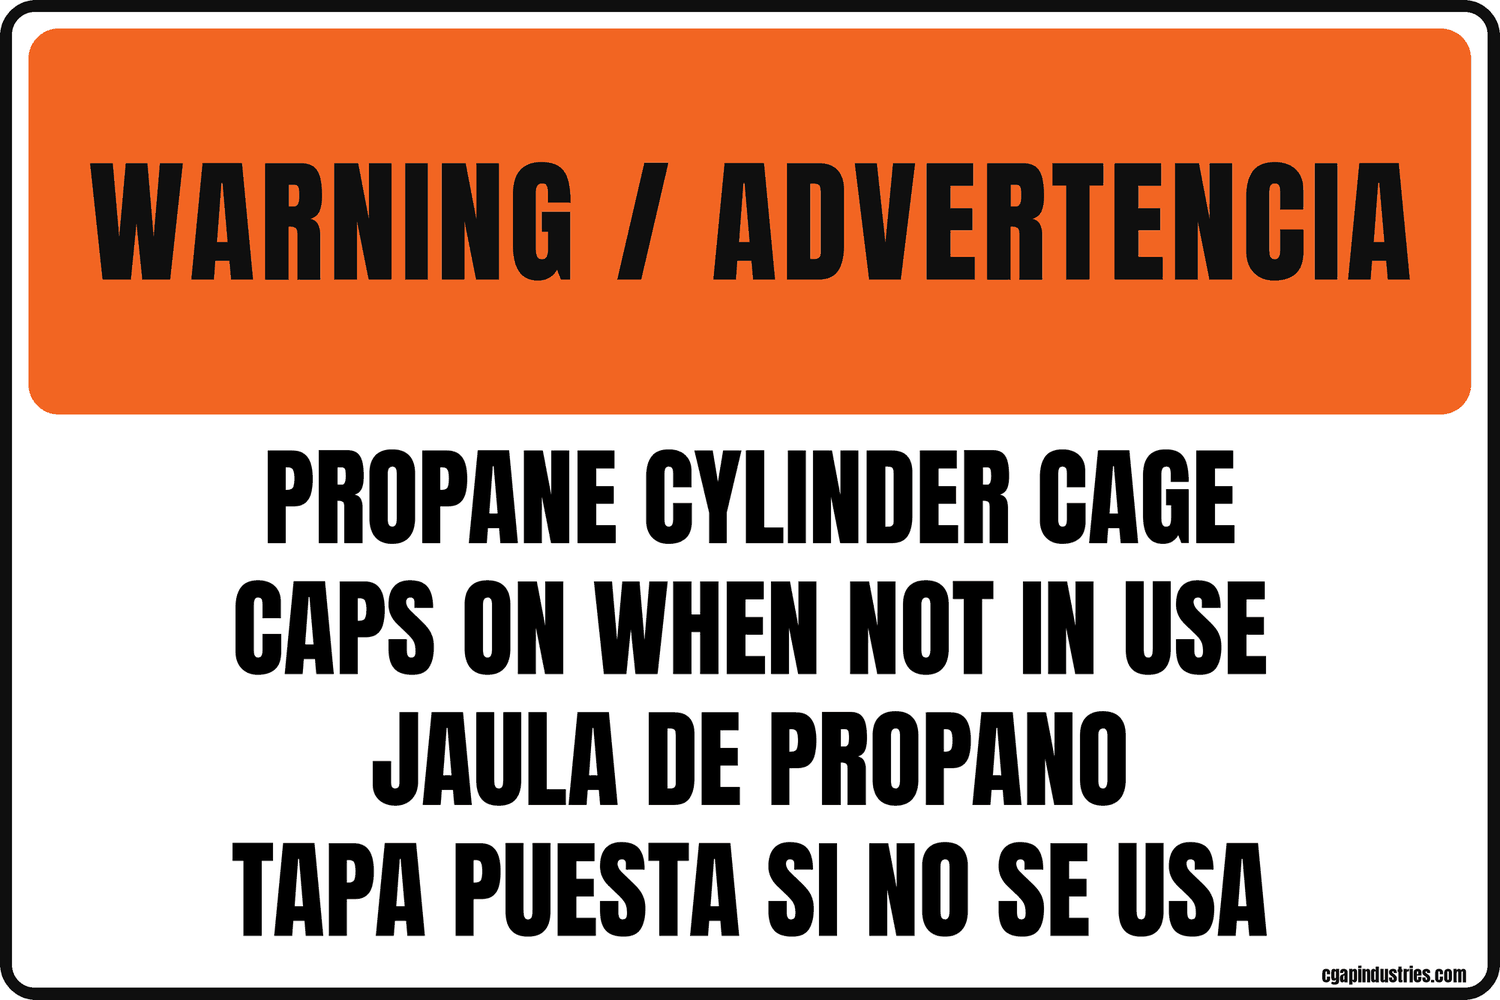 WARNING / ADVERTENCIA
PROPANE CYLINDER CAGE
CAPS ON WHEN NOT IN USE
JAULA DE PROPANO
TAPA PUESTA SI NO SE USA
cgapindustries.com